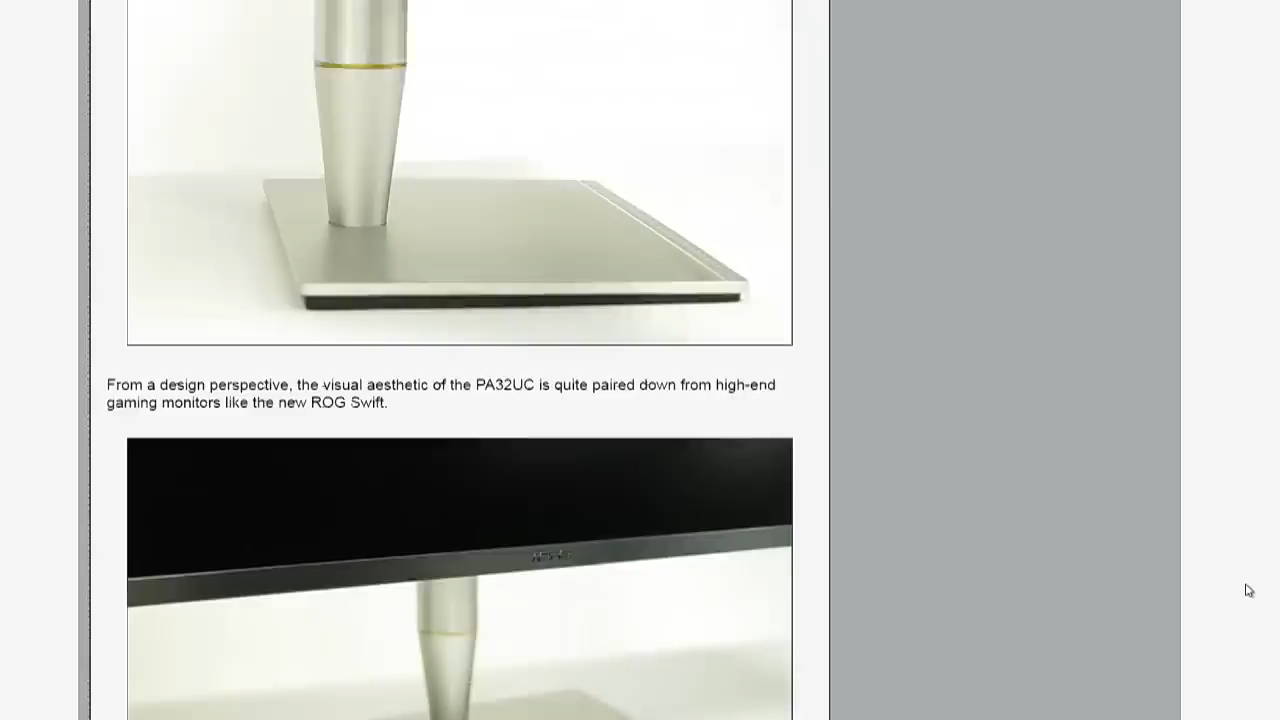 From a design perspective, the visual aesthetic of the PA32UC is quite paired down from high-end
gaming monitors like the new ROG Swift.